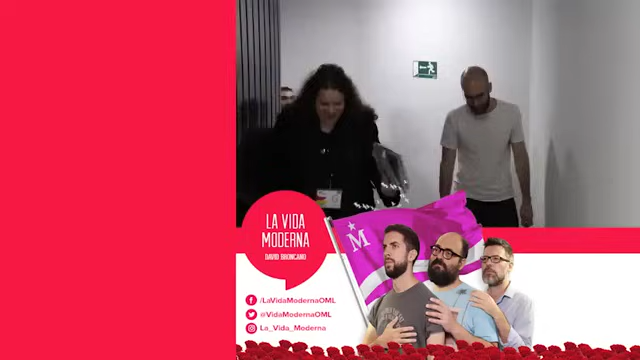 LA VIDA
MODERNA
DAVID BRONCANO
M
/LaVidaModernaOML
@VidaModernaOML
La_Vida_Moderna